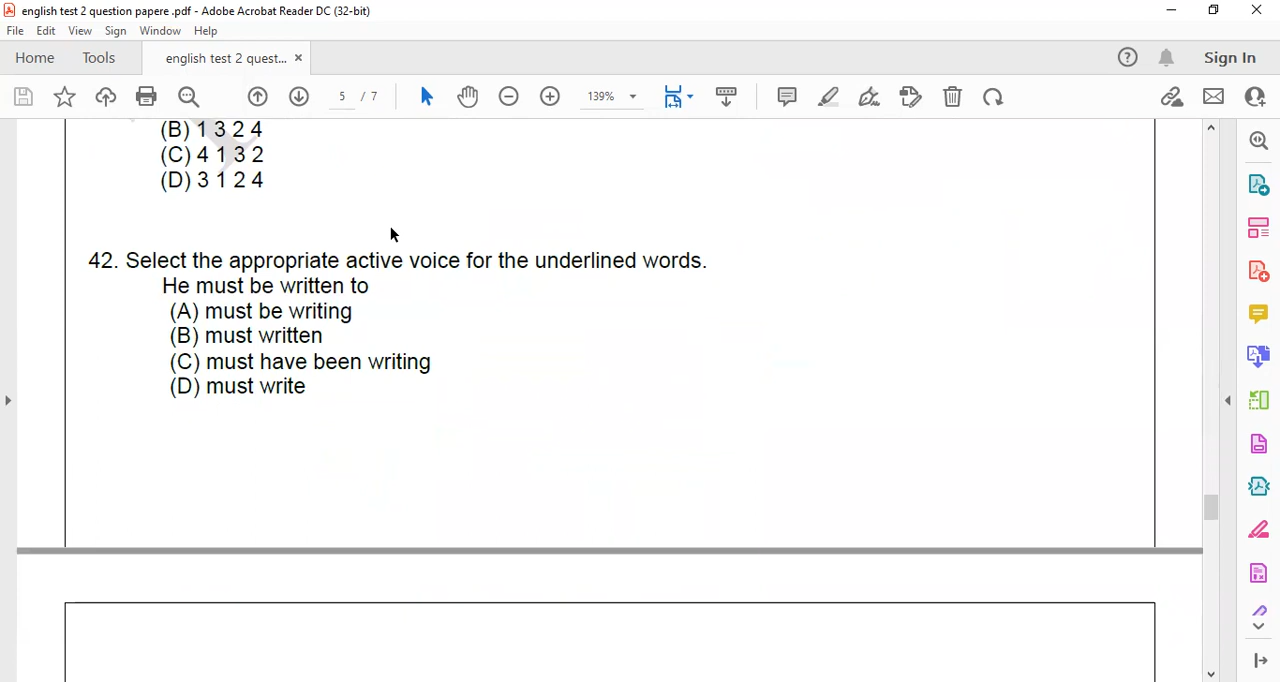 english test 2 question papere .pdf - Adobe Acrobat Reader DC (32-bit)
File Edit View Sign Window Help
Home Tools english test 2 quest... × Sign In
5 / 7 139%
(B) 1 3 2 4
(C) 4 1 3 2
(D) 3 1 2 4
42. Select the appropriate active voice for the underlined words.
He must be written to
(A) must be writing
(B) must written
(C) must have been writing
(D) must write